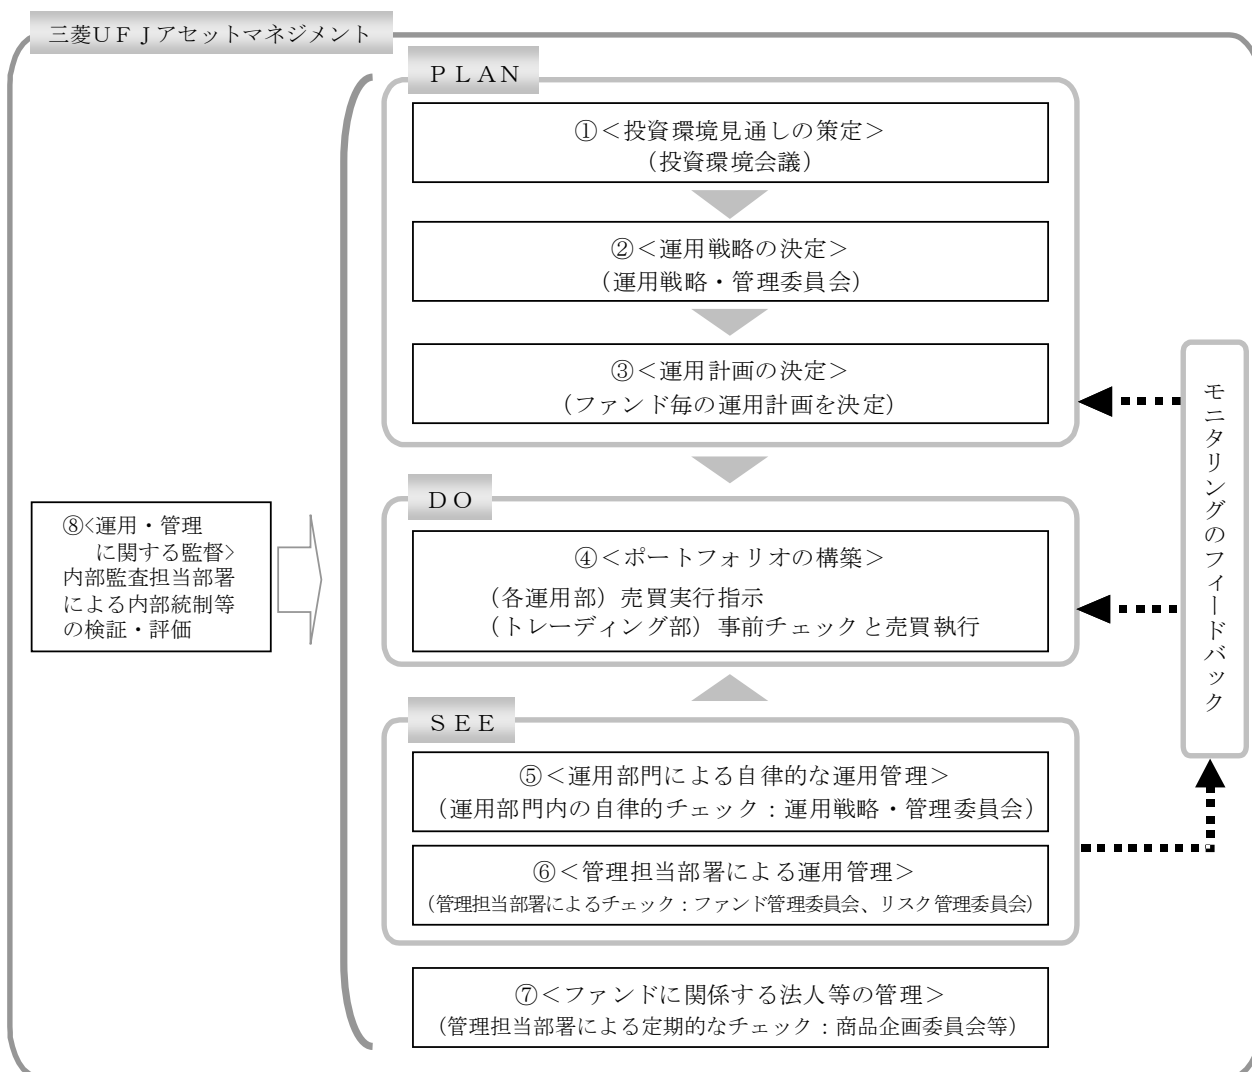 三菱ＵＦＪアセットマネジメント
ＰＬＡＮ
①＜投資環境見通しの策定＞
（投資環境会議）
②＜運用戦略の決定＞
（運用戦略・管理委員会）
③＜運用計画の決定＞
（ファンド毎の運用計画を決定）
ＤＯ
④＜ポートフォリオの構築＞
（各運用部）売買実行指示
（トレーディング部）事前チェックと売買執行
ＳＥＥ
⑤＜運用部門による自律的な運用管理＞
（運用部門内の自律的チェック：運用戦略・管理委員会）
⑥＜管理担当部署による運用管理＞
（管理担当部署によるチェック：ファンド管理委員会、リスク管理委員会）
⑦＜ファンドに関係する法人等の管理＞
（管理担当部署による定期的なチェック：商品企画委員会等）
⑧<運用・管理
に関する監督>
内部監査担当部署
による内部統制等
の検証・評価
モニタリングのフィードバック